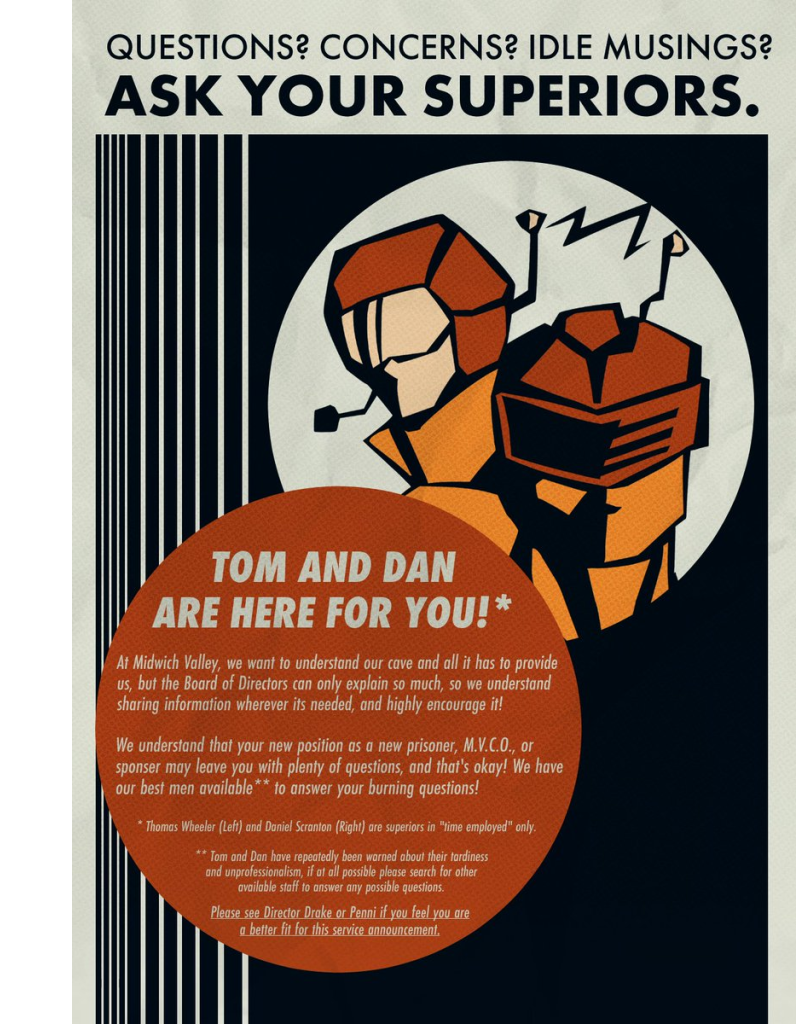 QUESTIONS? CONCERNS? IDLE MUSINGS?
ASK YOUR SUPERIORS.
TOM AND DAN
ARE HERE FOR YOU!*
At Midwich Valley, we want to understand our cave and all it has to provide
us, but the Board of Directors can only explain so much, so we understand
sharing information wherever its needed, and highly encourage it!
We understand that your new position as a new prisoner, M.V.C.O., or
sponser may leave you with plenty of questions, and that's okay! We have
our best men available** to answer your burning questions!
* Thomas Wheeler (Left) and Daniel Scranton (Right) are superiors in "time employed" only.
** Tom and Dan have repeatedly been warned about their tardiness
and unprofessionalism, if at all possible please search for other
available staff to answer any possible questions.
Please see Director Drake or Penni if you feel you are
a better fit for this service announcement.